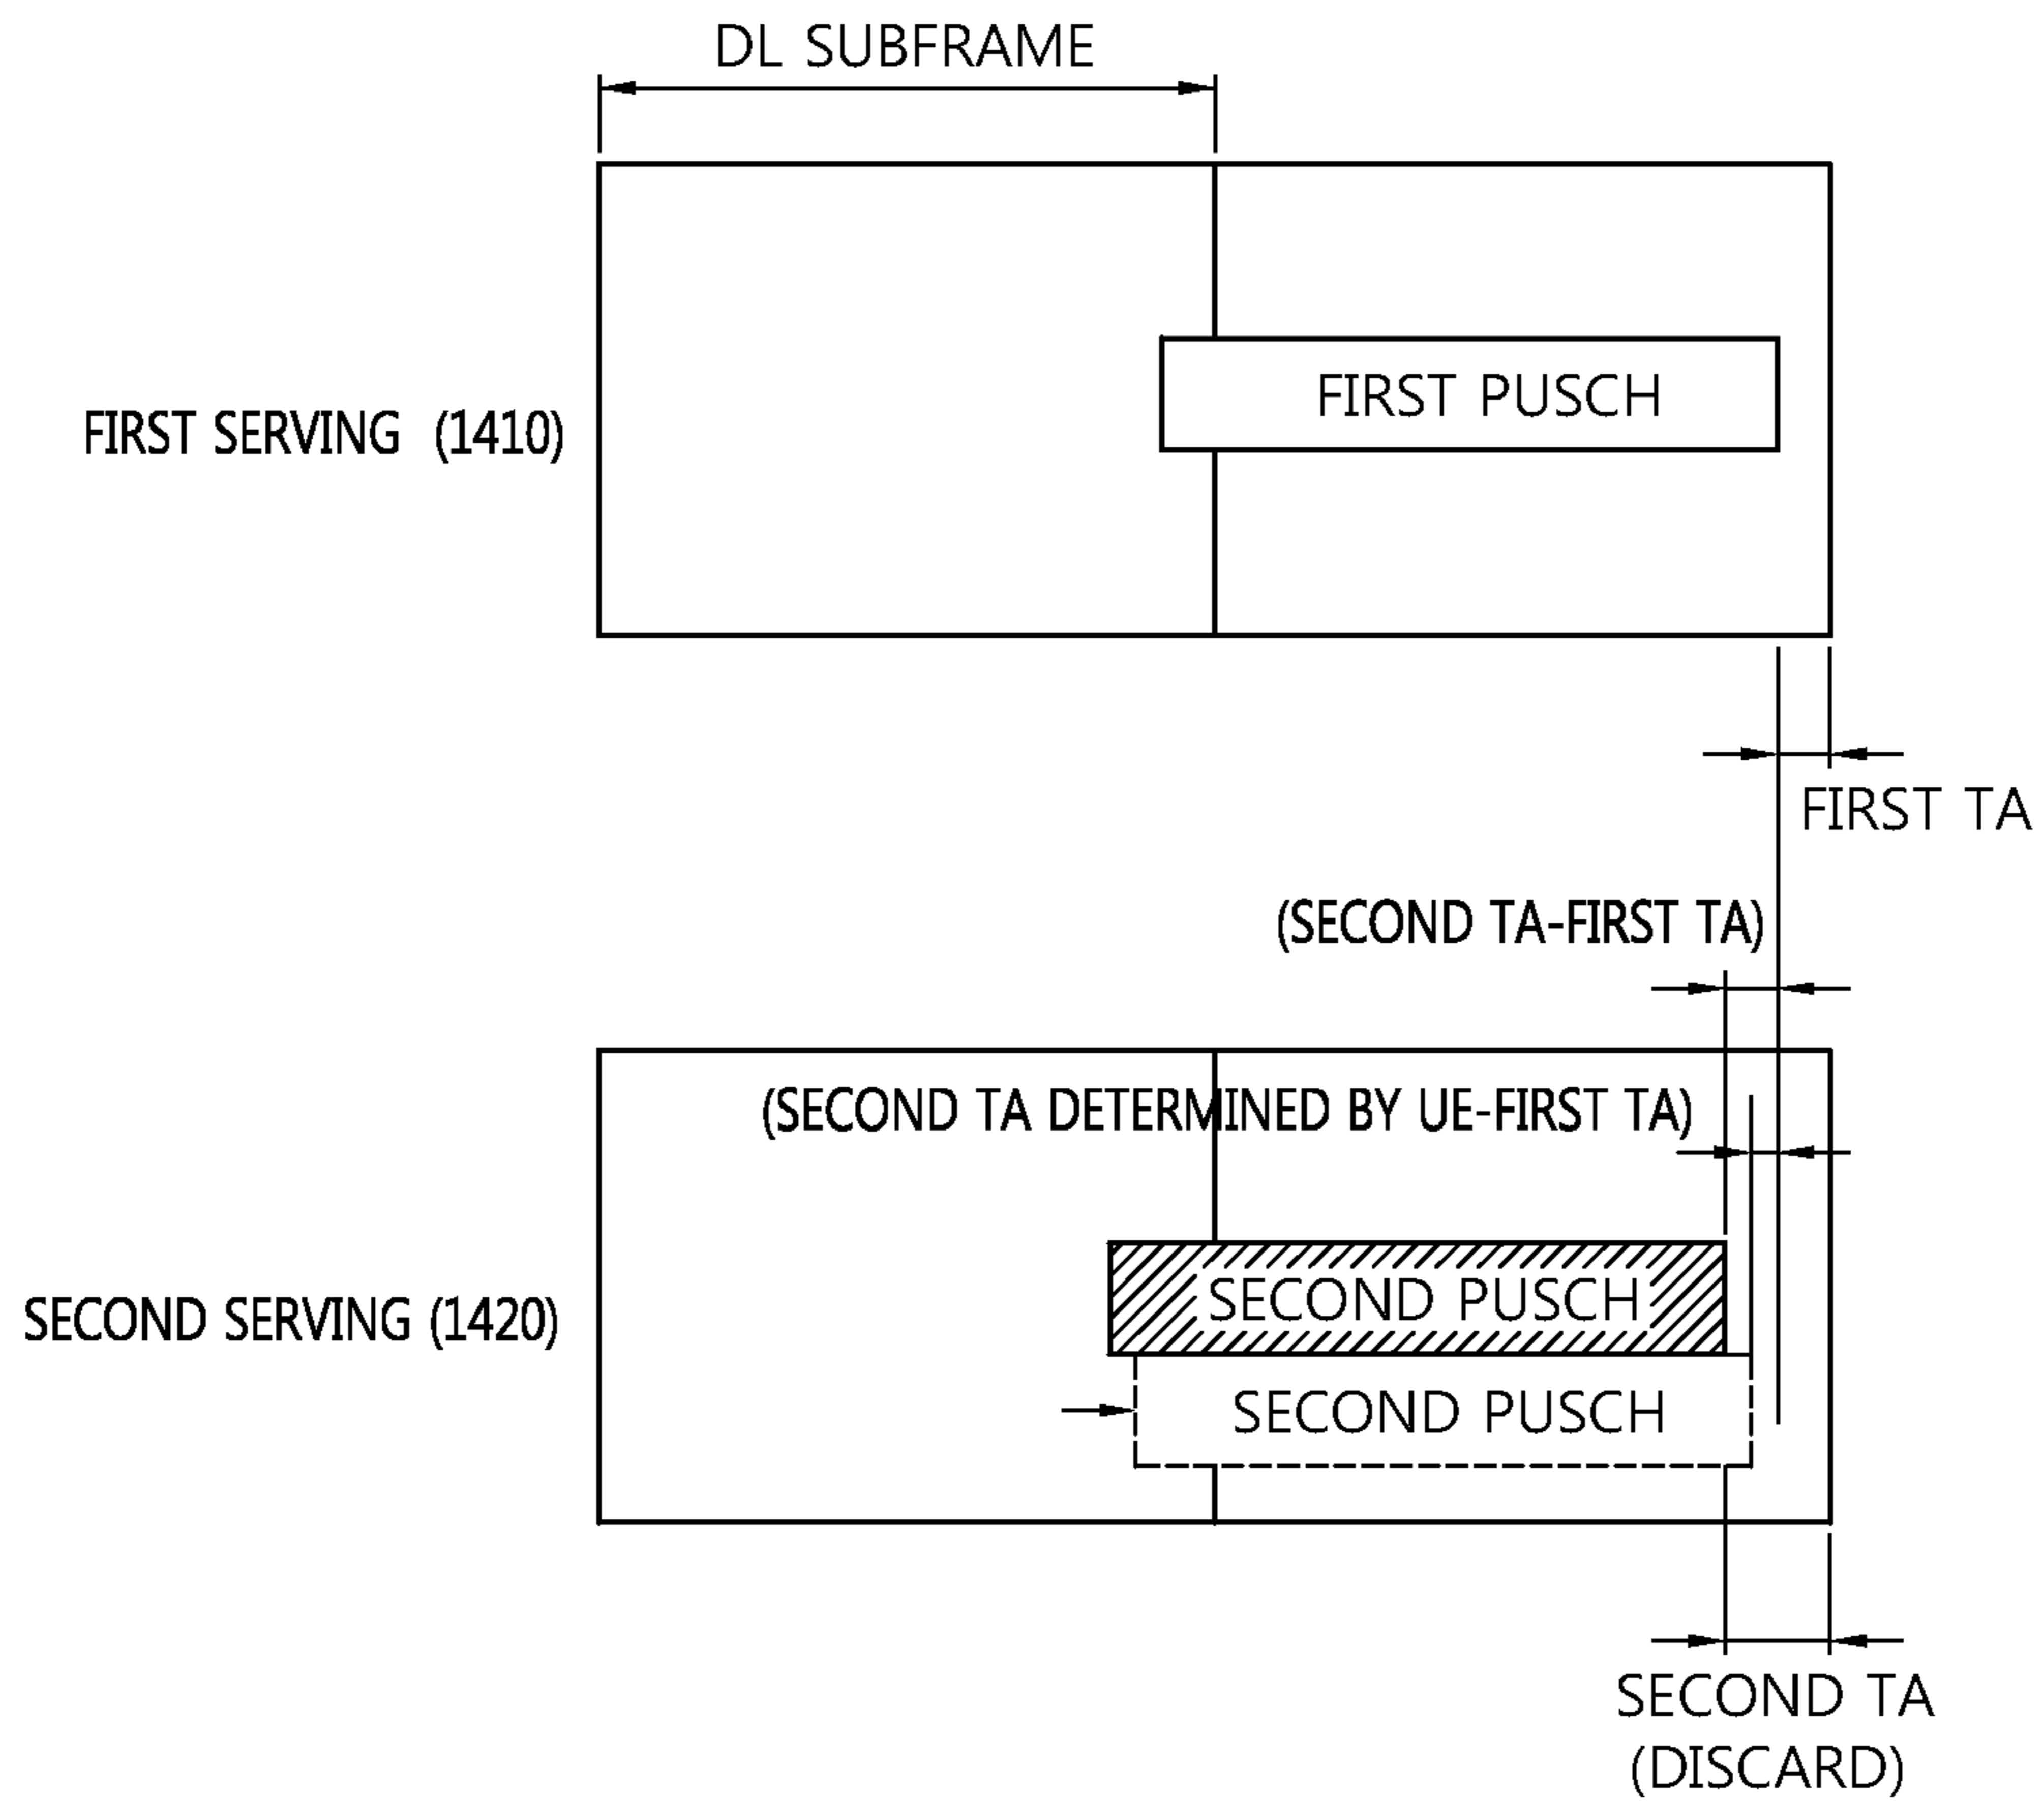 DL SUBFRAME
FIRST PUSCH
FIRST SERVING (1410)
FIRST TA
(SECOND TA-FIRST TA)
(SECOND TA DETERMINED BY UE-FIRST TA)
SECOND PUSCH
SECOND SERVING (1420)
SECOND PUSCH
SECOND TA
(DISCARD)